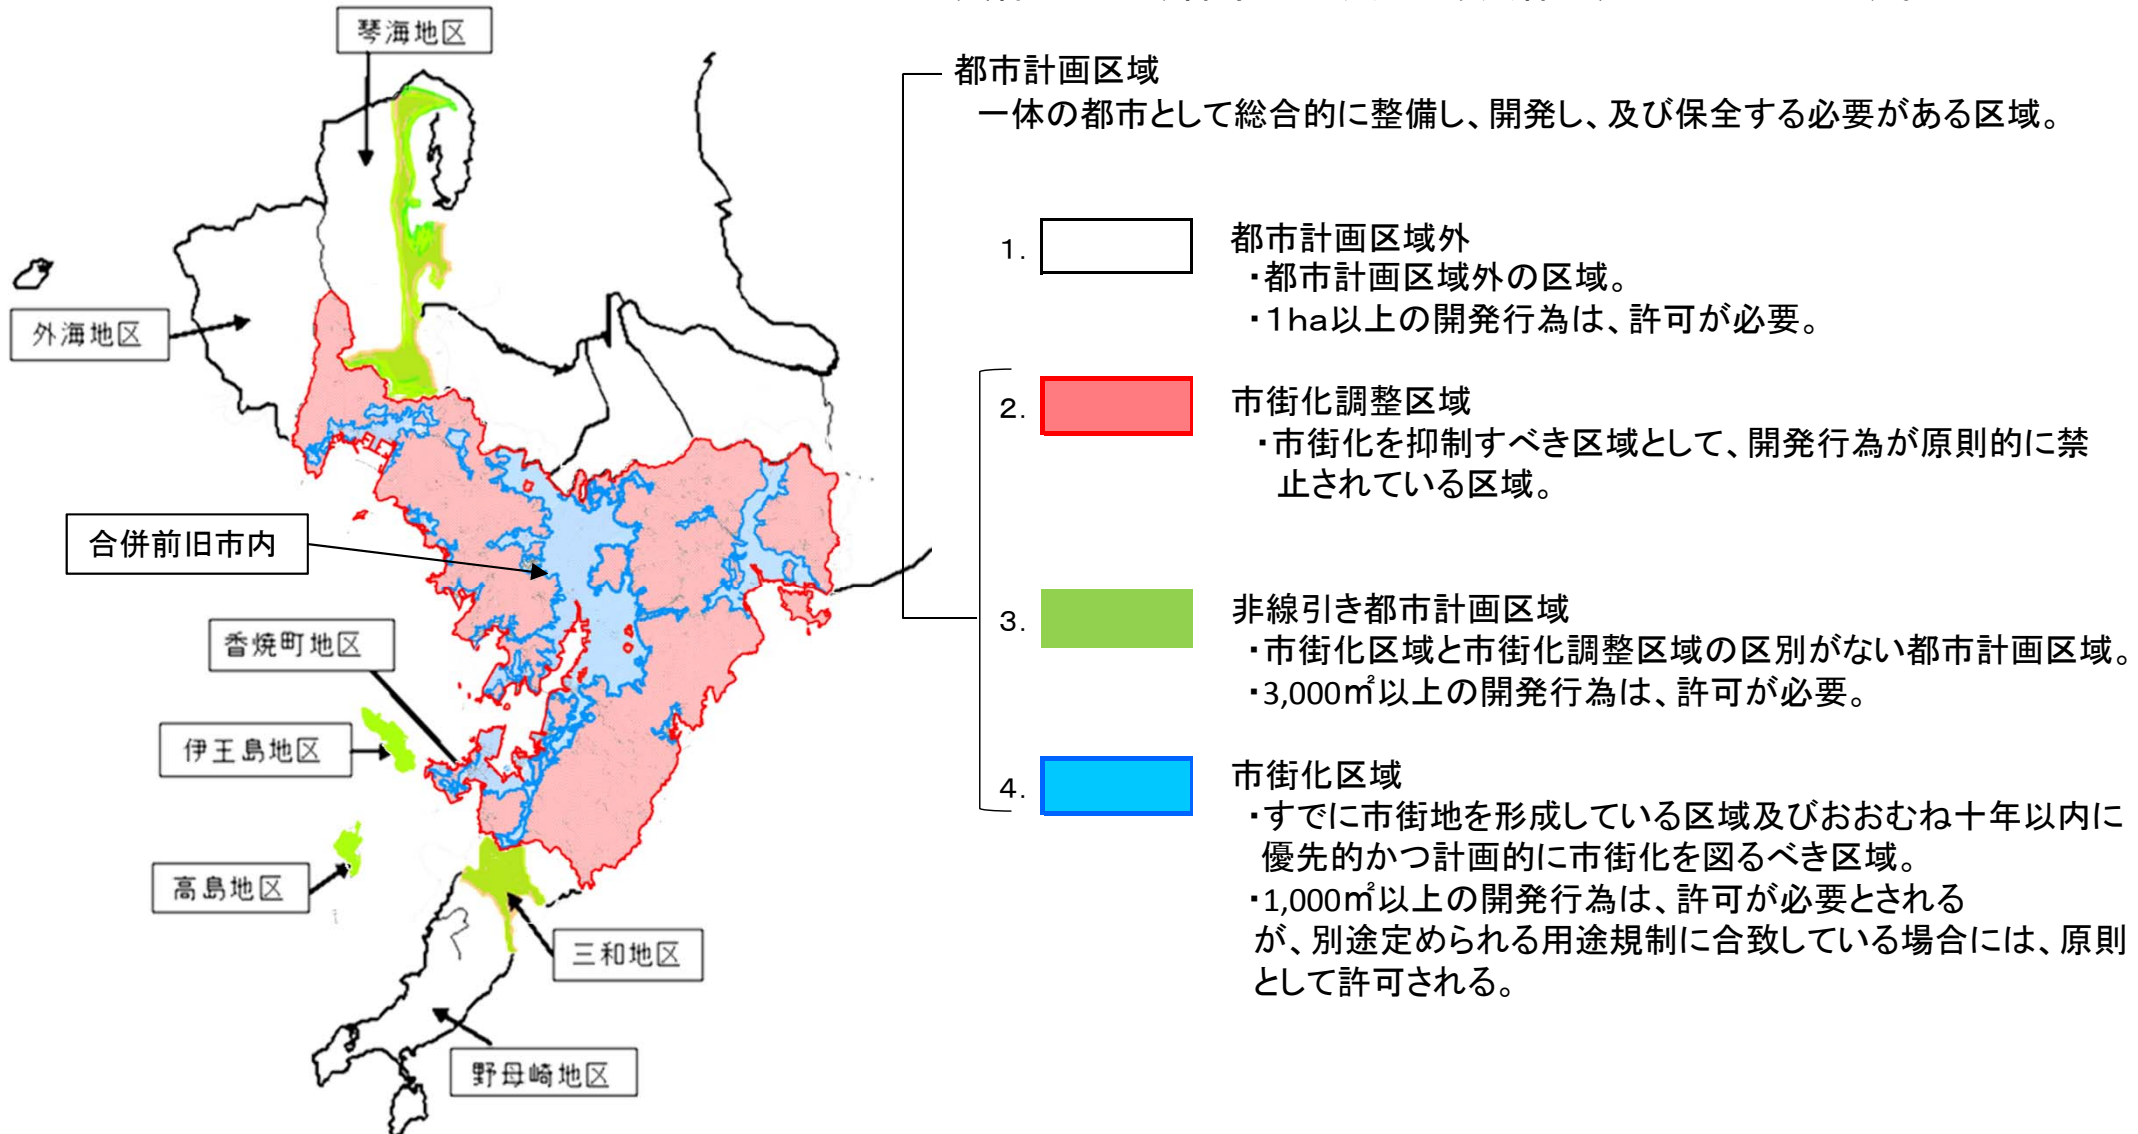 琴海地区
外海地区
合併前旧市内
香焼町地区
伊王島地区
高島地区
三和地区
野母崎地区
都市計画区域
一体の都市として総合的に整備し、開発し、及び保全する必要がある区域。
1.
都市計画区域外
・都市計画区域外の区域。
・1ha以上の開発行為は、許可が必要。
2.
市街化調整区域
・市街化を抑制すべき区域として、開発行為が原則的に禁
止されている区域。
3.
非線引き都市計画区域
・市街化区域と市街化調整区域の区別がない都市計画区域。
・3,000㎡以上の開発行為は、許可が必要。
4.
市街化区域
・すでに市街地を形成している区域及びおおむね十年以内に
優先的かつ計画的に市街化を図るべき区域。
・1,000㎡以上の開発行為は、許可が必要とされる
が、別途定められる用途規制に合致している場合には、原則
として許可される。